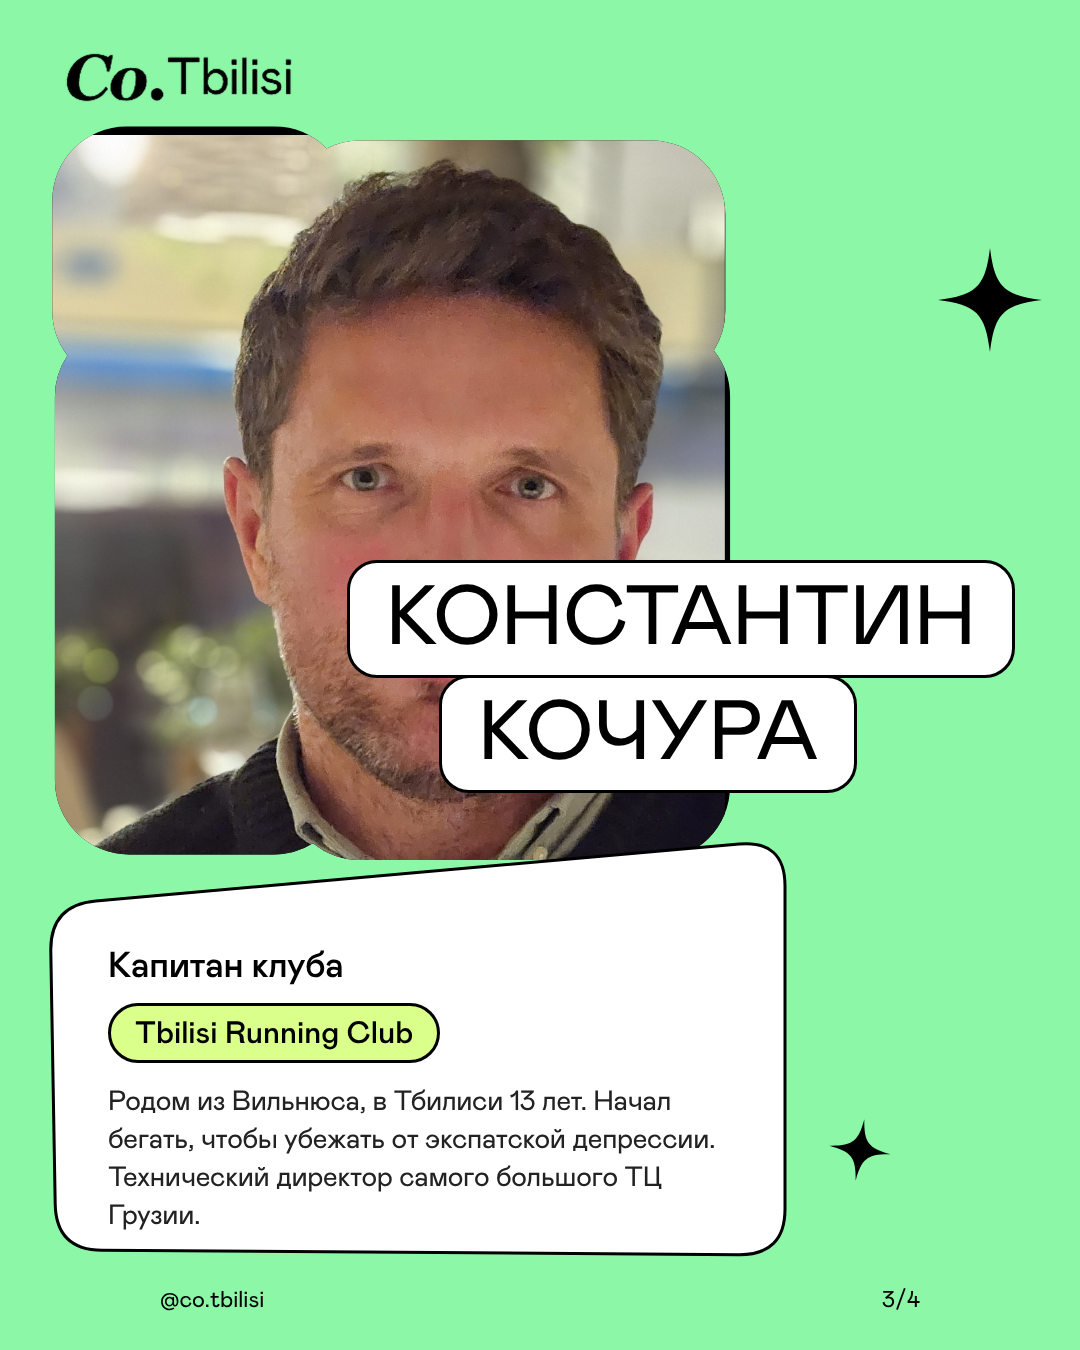 Co.Tbilisi
КОНСТАНТИН
КОЧУРА
Капитан клуба
Tbilisi Running Club
Родом из Вильнюса, в Тбилиси 13 лет. Начал
бегать, чтобы убежать от экспатской депрессии.
Технический директор самого большого ТЦ
Грузии.
@co.tbilisi
3/4